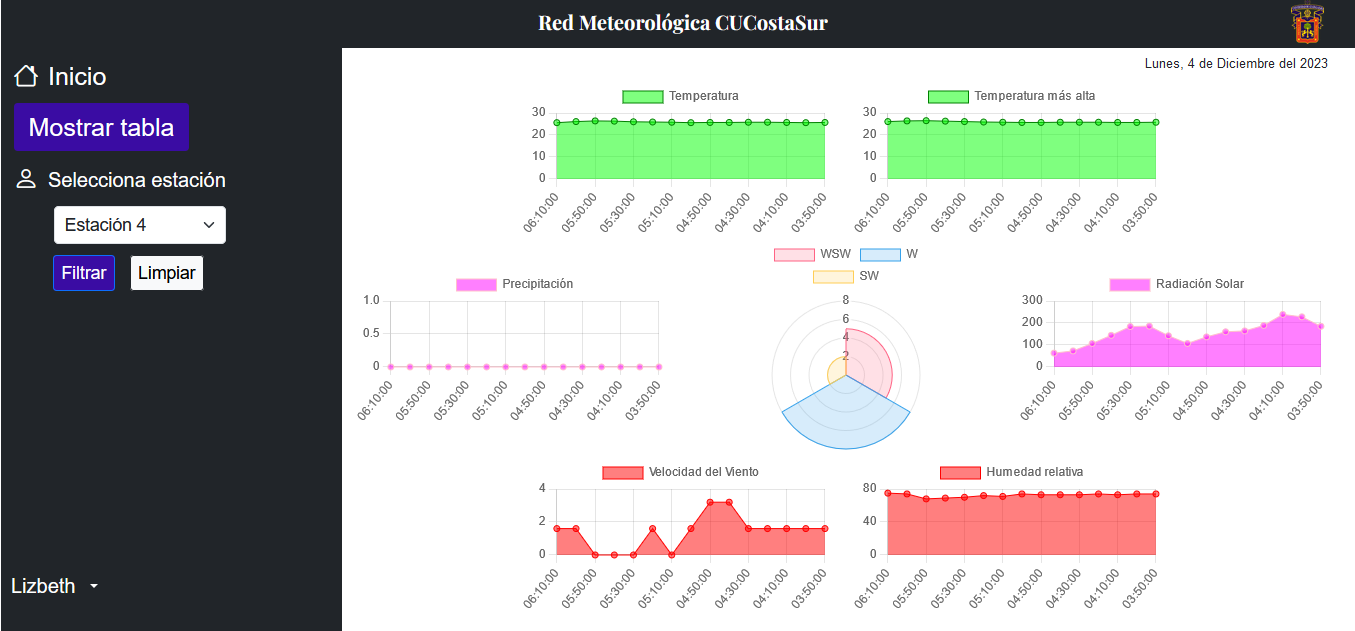 Red Meteorológica CUCostaSur
Inicio
Mostrar tabla
Selecciona estación
Estación 4
Filtrar Limpiar
Lizbeth
Lunes, 4 de Diciembre del 2023
Temperatura
30
20
10
0
06:10:00 05:50:00 05:30:00 05:10:00 04:50:00 04:30:00 04:10:00 03:50:00
Temperatura más alta
30
20
10
0
06:10:00 05:50:00 05:30:00 05:10:00 04:50:00 04:30:00 04:10:00 03:50:00
Precipitación
1.0
0.5
0
06:10:00 05:50:00 05:30:00 05:10:00 04:50:00 04:30:00 04:10:00 03:50:00
WSW W
SW
8
6
4
2
Radiación Solar
300
200
100
0
06:10:00 05:50:00 05:30:00 05:10:00 04:50:00 04:30:00 04:10:00 03:50:00
Velocidad del Viento
4
2
0
06:10:00 05:50:00 05:30:00 05:10:00 04:50:00 04:30:00 04:10:00 03:50:00
Humedad relativa
80
40
0
06:10:00 05:50:00 05:30:00 05:10:00 04:50:00 04:30:00 04:10:00 03:50:00